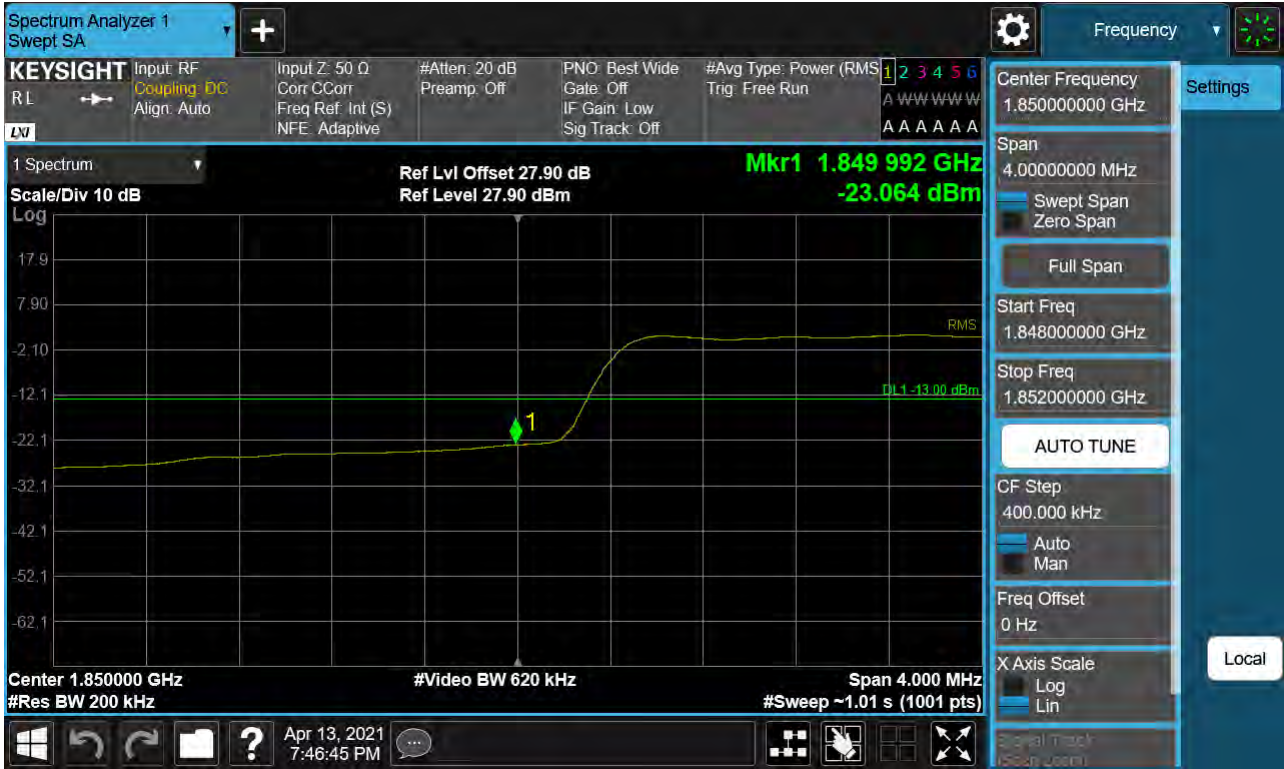 Spectrum Analyzer 1
Swept SA
Frequency
KEYSIGHT
R L
LXI
Input: RF
Coupling: DC
Align: Auto
Input Z: 50 Ω
Corr CCorr
Freq Ref: Int (S)
NFE: Adaptive
#Atten: 20 dB
Preamp: Off
PNO: Best Wide
Gate: Off
IF Gain: Low
Sig Track: Off
#Avg Type: Power (RMS
Trig: Free Run
1 2 3 4 5 6
A W W W W W
A A A A A A
1 Spectrum
Scale/Div 10 dB
Ref Lvl Offset 27.90 dB
Ref Level 27.90 dBm
Mkr1 1.849 992 GHz
-23.064 dBm
Log
17.9
7.90
-2.10
-12.1
-22.1
-32.1
-42.1
-52.1
-62.1
RMS
DL1 -13.00 dBm
1
Center 1.850000 GHz
#Res BW 200 kHz
#Video BW 620 kHz
Span 4.000 MHz
#Sweep ~1.01 s (1001 pts)
Center Frequency
1.850000000 GHz
Span
4.00000000 MHz
Swept Span
Zero Span
Full Span
Start Freq
1.848000000 GHz
Stop Freq
1.852000000 GHz
AUTO TUNE
CF Step
400.000 kHz
Auto
Man
Freq Offset
0 Hz
X Axis Scale
Log
Lin
Signal Track
(Span Zoom)
Settings
Local
?
Apr 13, 2021
7:46:45 PM